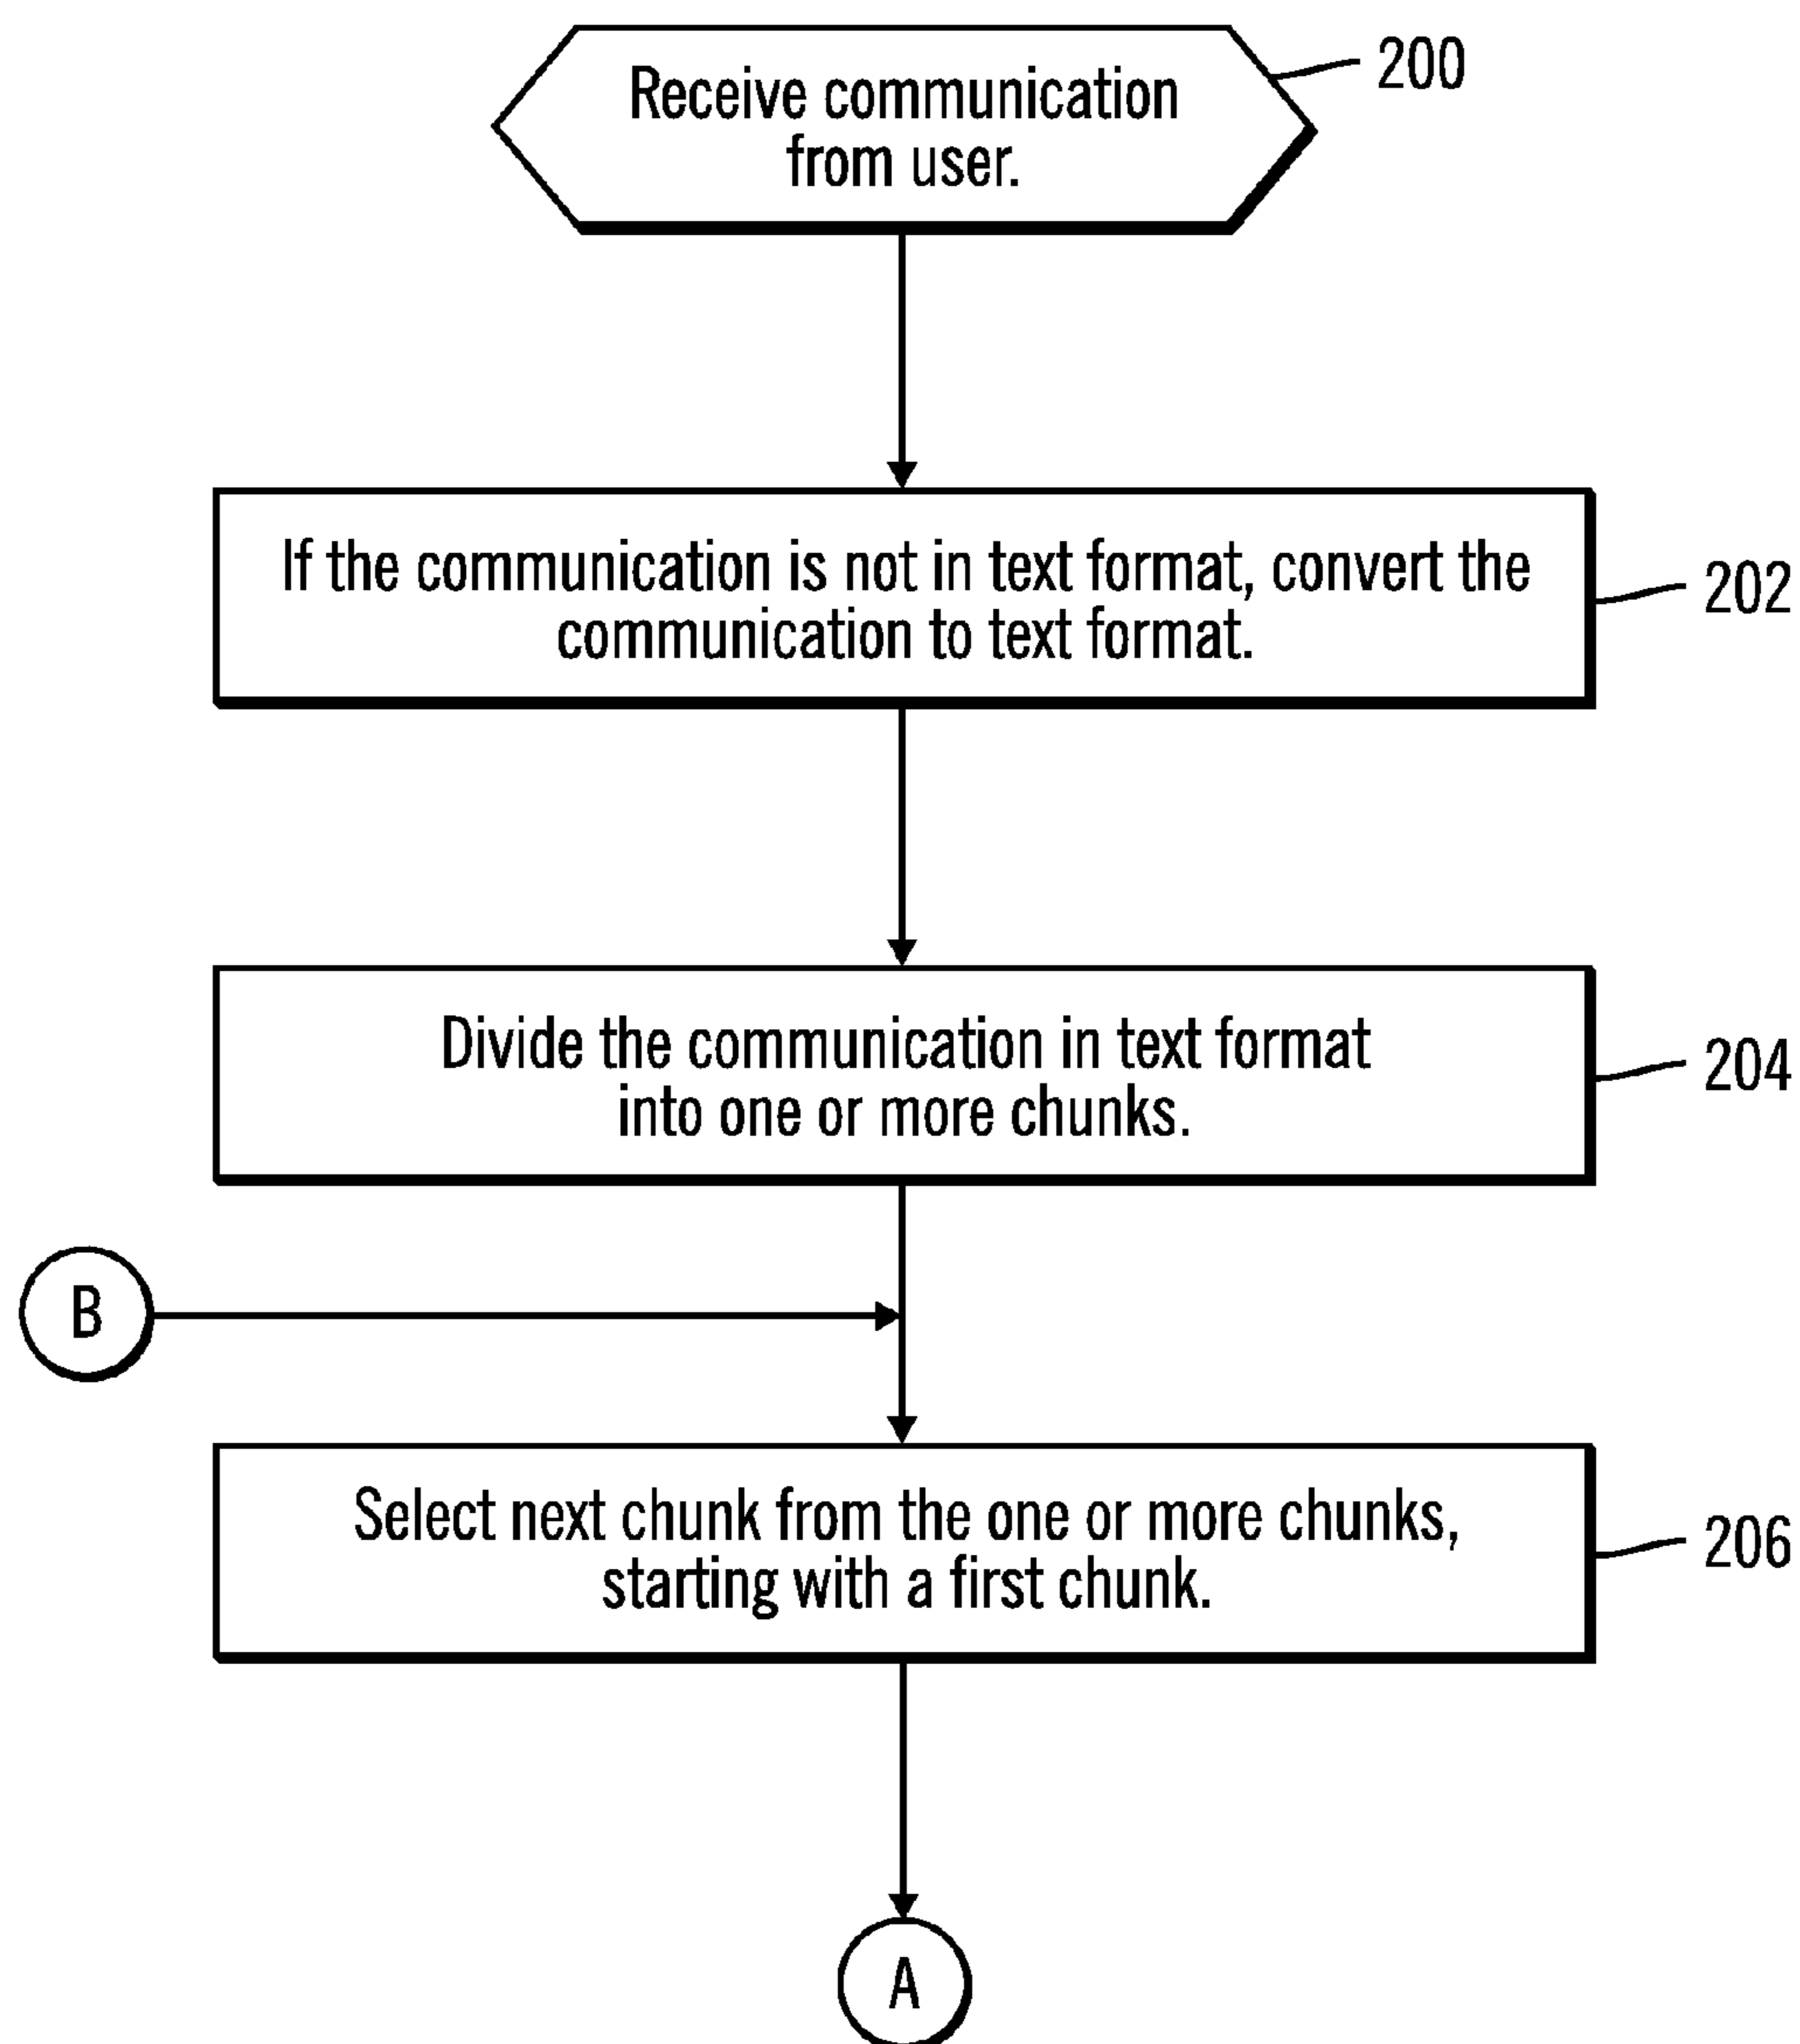 Receive communication
from user.
200
If the communication is not in text format, convert the
communication to text format.
202
Divide the communication in text format
into one or more chunks.
204
B
Select next chunk from the one or more chunks,
starting with a first chunk.
206
A